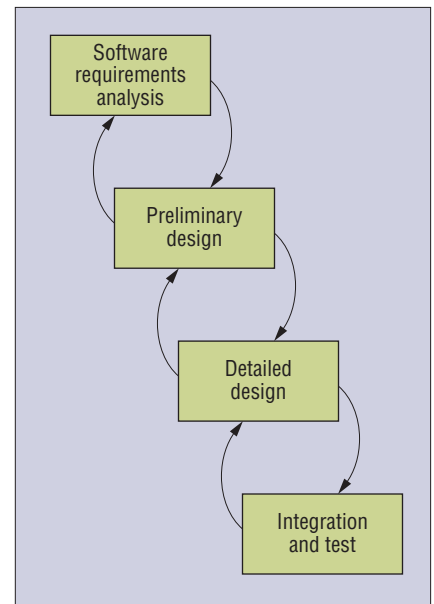 Software
requirements
analysis
Preliminary
design
Detailed
design
Integration
and test